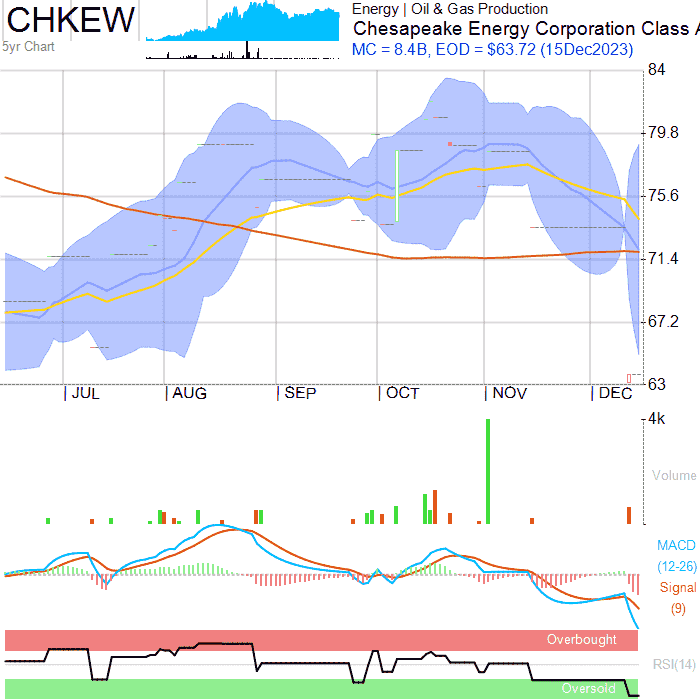 CHKEW
5yr Chart
Energy | Oil & Gas Production
Chesapeake Energy Corporation Class A
MC = 8.4B, EOD = $63.72 (15Dec2023)
84
79.8
75.6
71.4
67.2
63
JUL
AUG
SEP
OCT
NOV
DEC
4k
Volume
MACD
(12-26)
Signal
(9)
Overbought
RSI(14)
Oversoid